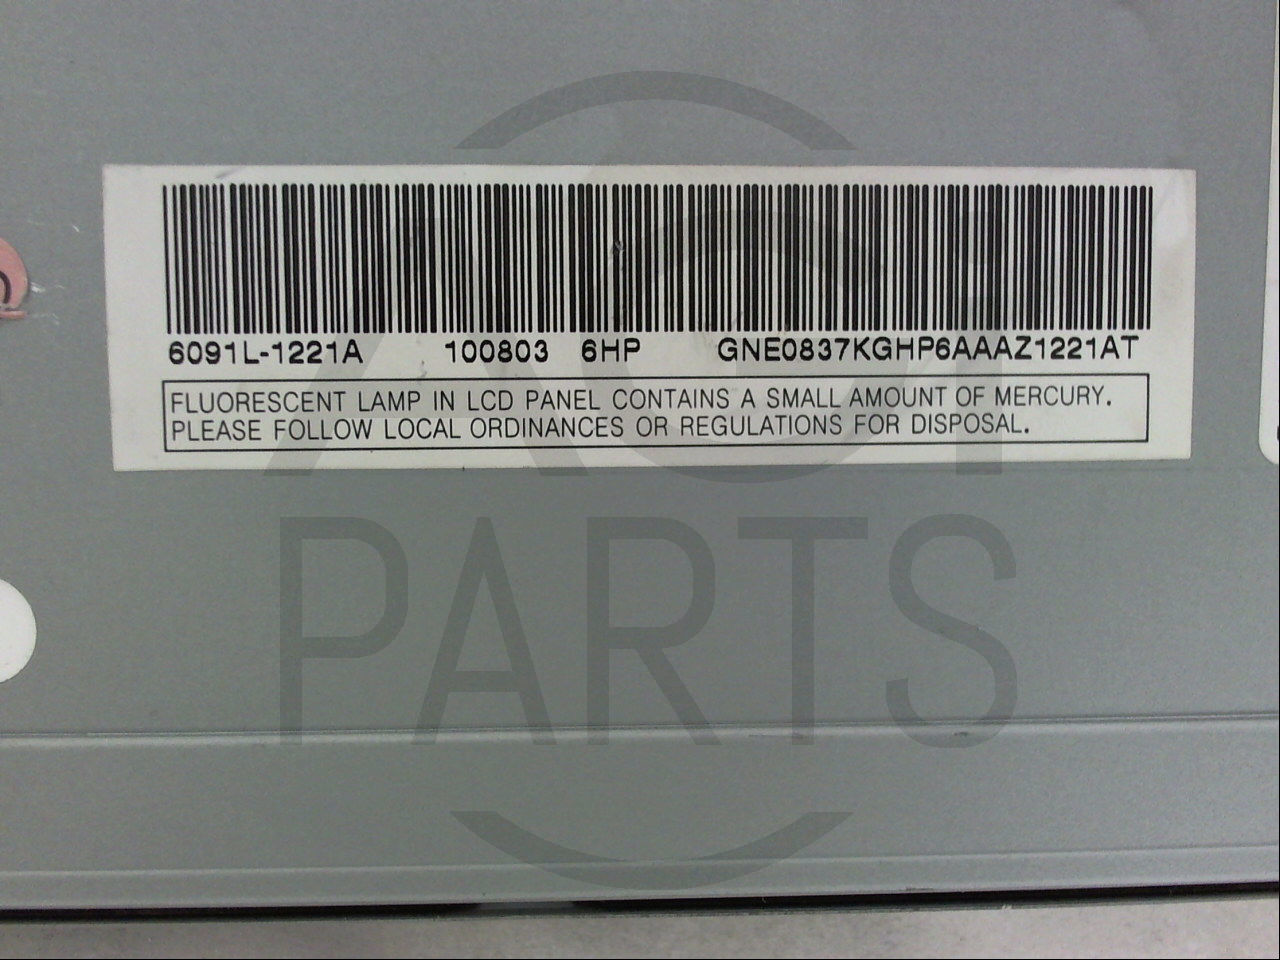 6091L-1221A 100803 6HP GNE0837KGHP6AAAZ1221AT
FLUORESCENT LAMP IN LCD PANEL CONTAINS A SMALL AMOUNT OF MERCURY.
PLEASE FOLLOW LOCAL ORDINANCES OR REGULATIONS FOR DISPOSAL.
AGI
PARTS